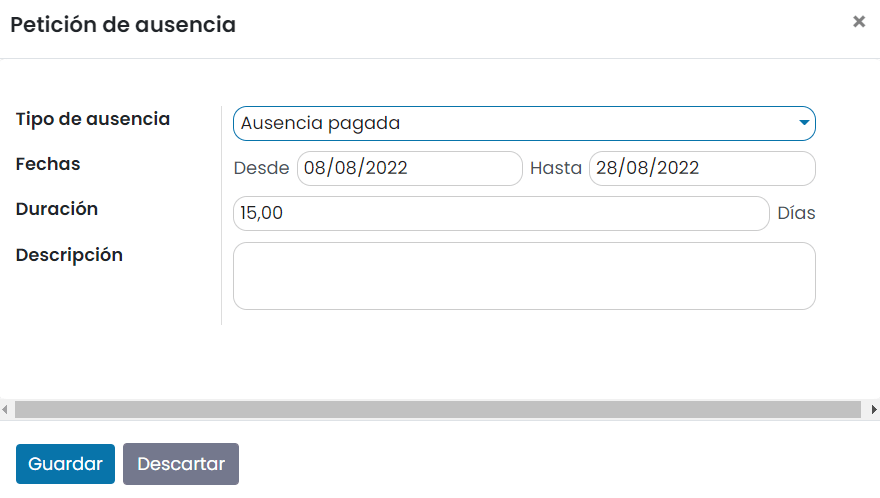 Petición de ausencia ×
Tipo de ausencia Ausencia pagada
Fechas Desde 08/08/2022 Hasta 28/08/2022
Duración 15,00 Días
Descripción
Guardar Descartar